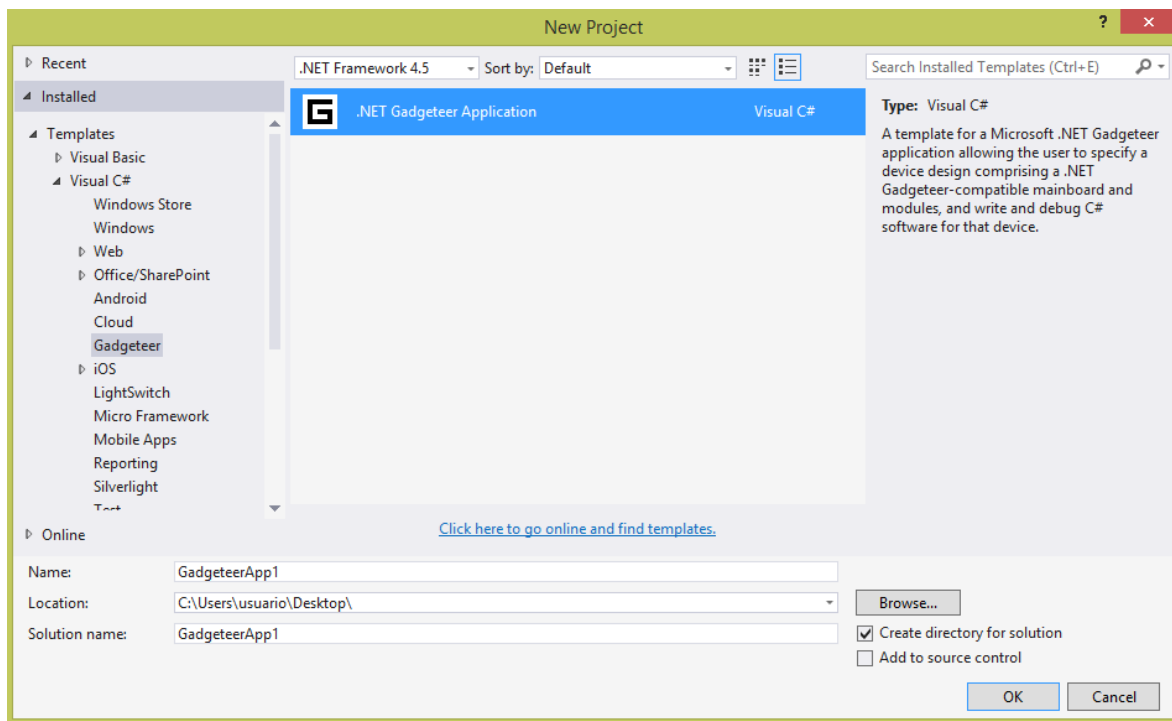 New Project
? ×
Recent
.NET Framework 4.5
Sort by: Default
Search Installed Templates (Ctrl+E)
Installed
Templates
Visual Basic
Visual C#
Windows Store
Windows
Web
Office/SharePoint
Android
Cloud
Gadgeteer
iOS
LightSwitch
Micro Framework
Mobile Apps
Reporting
Silverlight
Test
Online
G .NET Gadgeteer Application Visual C#
Click here to go online and find templates.
Type: Visual C#
A template for a Microsoft .NET Gadgeteer
application allowing the user to specify a
device design comprising a .NET
Gadgeteer-compatible mainboard and
modules, and write and debug C#
software for that device.
Name: GadgeteerApp1
Location: C:\Users\usuario\Desktop\
Browse...
Solution name: GadgeteerApp1
Create directory for solution
Add to source control
OK
Cancel